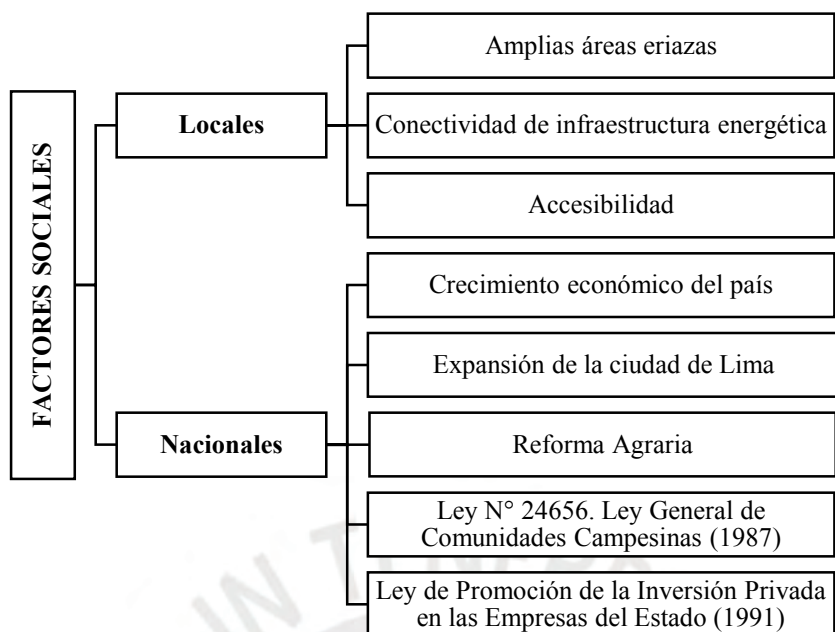 FACTORES SOCIALES
Locales
Amplias áreas eriazas
Conectividad de infraestructura energética
Accesibilidad
Nacionales
Crecimiento económico del país
Expansión de la ciudad de Lima
Reforma Agraria
Ley N° 24656. Ley General de
Comunidades Campesinas (1987)
Ley de Promoción de la Inversión Privada
en las Empresas del Estado (1991)